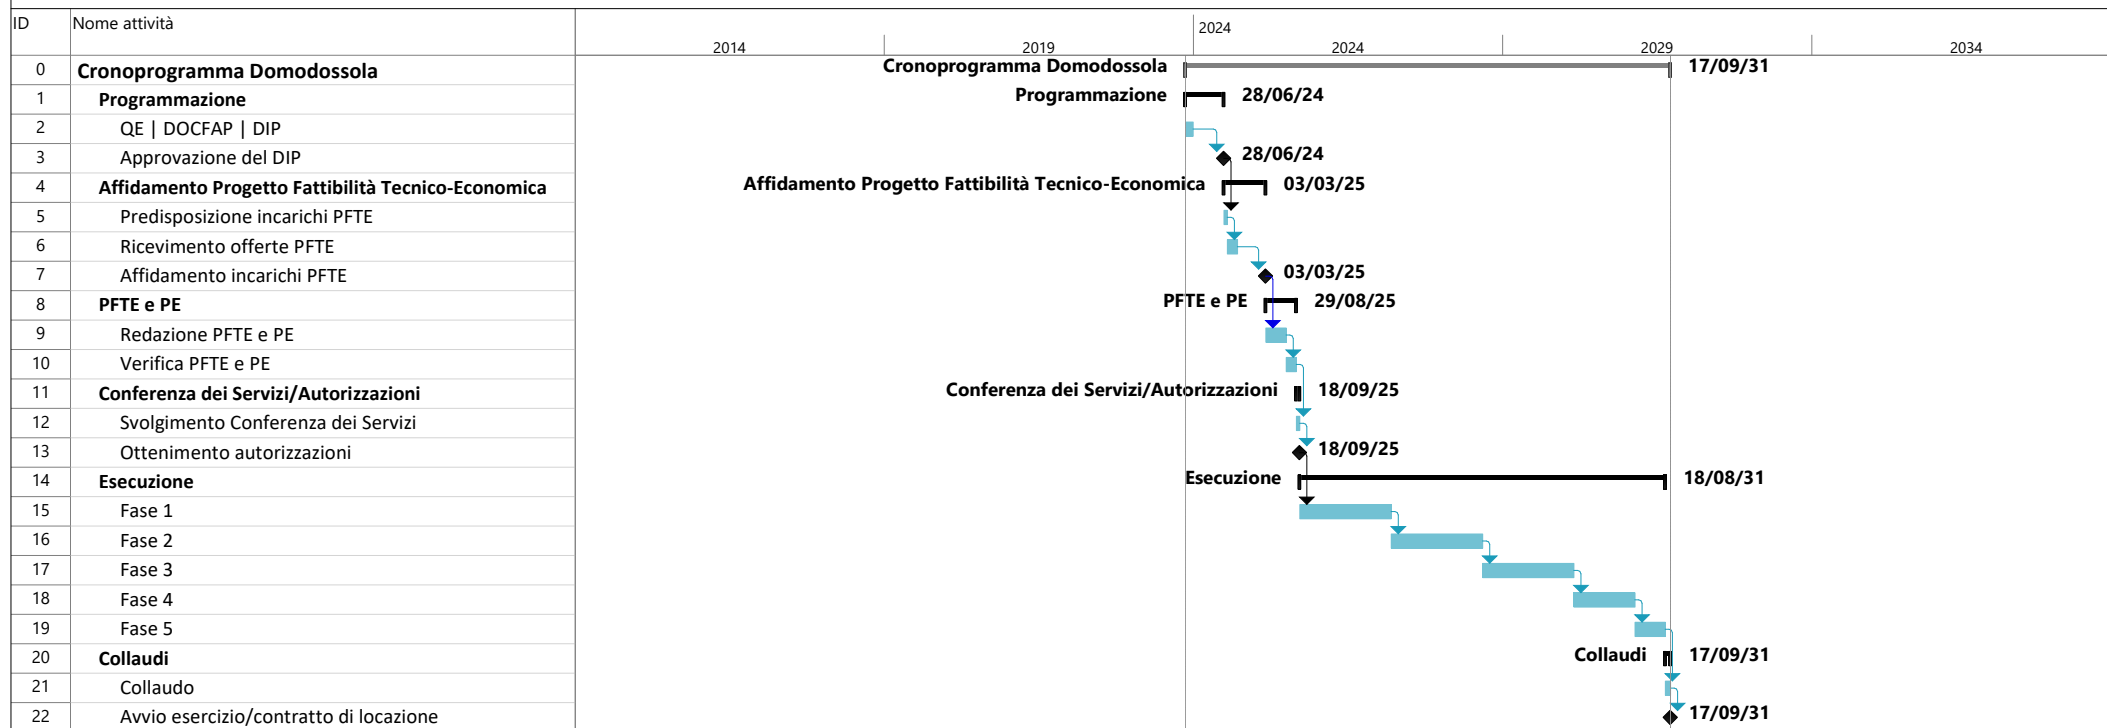 ID Nome attività 2024
2014 2019 2024 2029 2034
0 Cronoprogramma Domodossola Cronoprogramma Domodossola 17/09/31
1 Programmazione Programmazione 28/06/24
2 QE | DOCFAP | DIP
3 Approvazione del DIP 28/06/24
4 Affidamento Progetto Fattibilità Tecnico-Economica Affidamento Progetto Fattibilità Tecnico-Economica 03/03/25
5 Predisposizione incarichi PFTE
6 Ricevimento offerte PFTE
7 Affidamento incarichi PFTE 03/03/25
8 PFTE e PE PFTE e PE 29/08/25
9 Redazione PFTE e PE
10 Verifica PFTE e PE
11 Conferenza dei Servizi/Autorizzazioni Conferenza dei Servizi/Autorizzazioni 18/09/25
12 Svolgimento Conferenza dei Servizi
13 Ottenimento autorizzazioni 18/09/25
14 Esecuzione Esecuzione 18/08/31
15 Fase 1
16 Fase 2
17 Fase 3
18 Fase 4
19 Fase 5
20 Collaudi Collaudi 17/09/31
21 Collaudo
22 Avvio esercizio/contratto di locazione 17/09/31